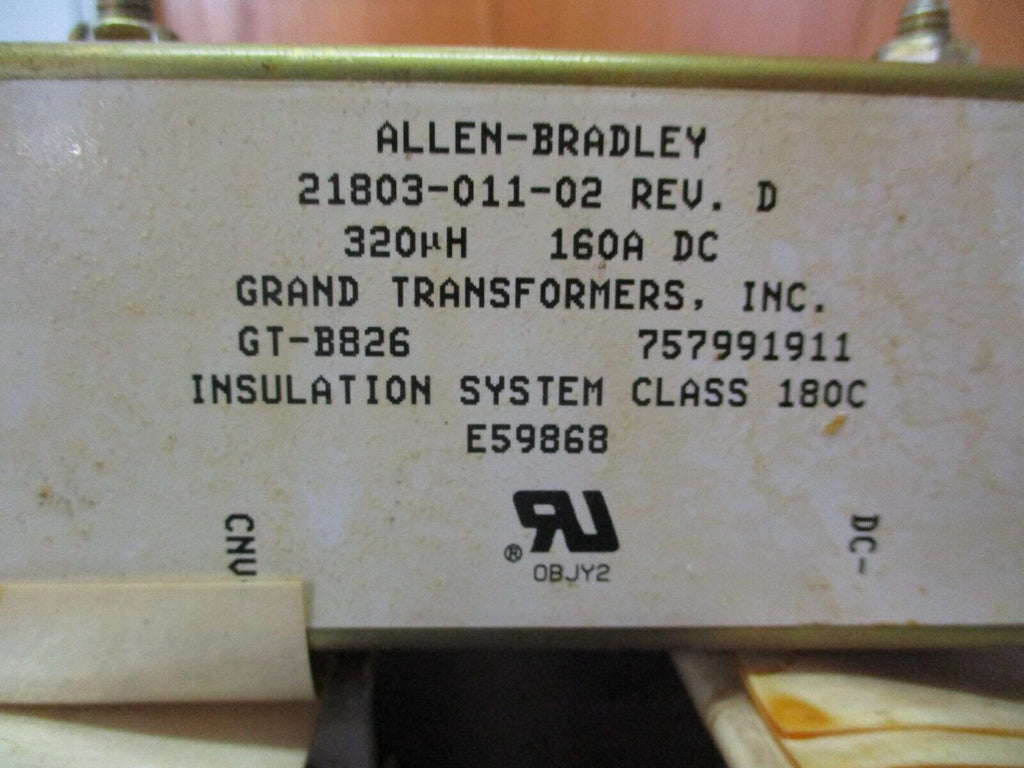 ALLEN-BRADLEY
21803-011-02 REV. D
320µH 160A DC
GRAND TRANSFORMERS, INC.
GT-B826 757991911
INSULATION SYSTEM CLASS 180C
E59868
CNV-
DC-
RU®
OBJY2